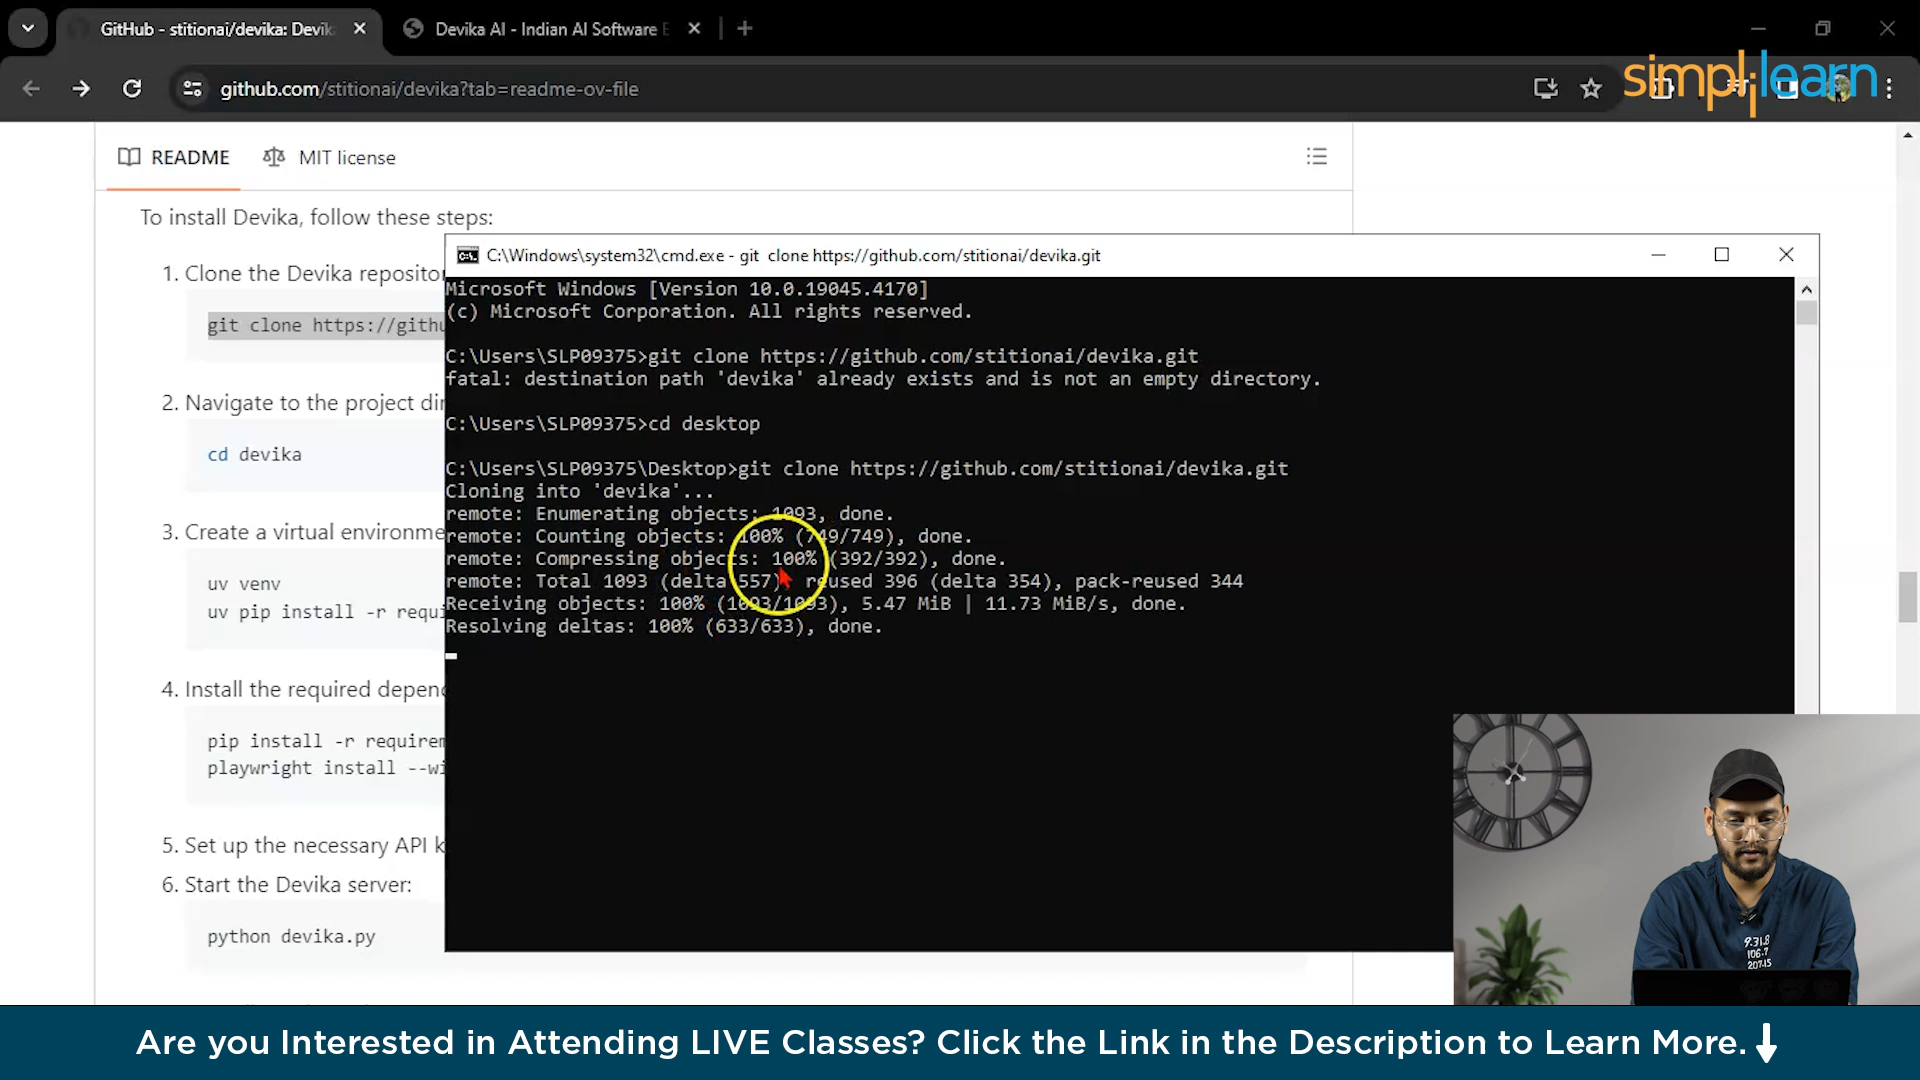 GitHub - stitionai/devika: Devik
Devika AI - Indian AI Software E
github.com/stitionai/devika?tab=readme-ov-file
simplilearn
README
MIT license
To install Devika, follow these steps:
1. Clone the Devika repositor
git clone https://githu
2. Navigate to the project dir
cd devika
3. Create a virtual environme
uv venv
uv pip install -r requi
4. Install the required depend
pip install -r requirem
playwright install --wi
5. Set up the necessary API k
6. Start the Devika server:
python devika.py
C:\Windows\system32\cmd.exe - git clone https://github.com/stitionai/devika.git
Microsoft Windows [Version 10.0.19045.4170]
(c) Microsoft Corporation. All rights reserved.
C:\Users\SLP09375>git clone https://github.com/stitionai/devika.git
fatal: destination path 'devika' already exists and is not an empty directory.
C:\Users\SLP09375>cd desktop
C:\Users\SLP09375\Desktop>git clone https://github.com/stitionai/devika.git
Cloning into 'devika'...
remote: Enumerating objects: 1093, done.
remote: Counting objects: 100% (749/749), done.
remote: Compressing objects: 100% (392/392), done.
remote: Total 1093 (delta 557), reused 396 (delta 354), pack-reused 344
Receiving objects: 100% (1093/1093), 5.47 MiB | 11.73 MiB/s, done.
Resolving deltas: 100% (633/633), done.
Are you Interested in Attending LIVE Classes? Click the Link in the Description to Learn More.